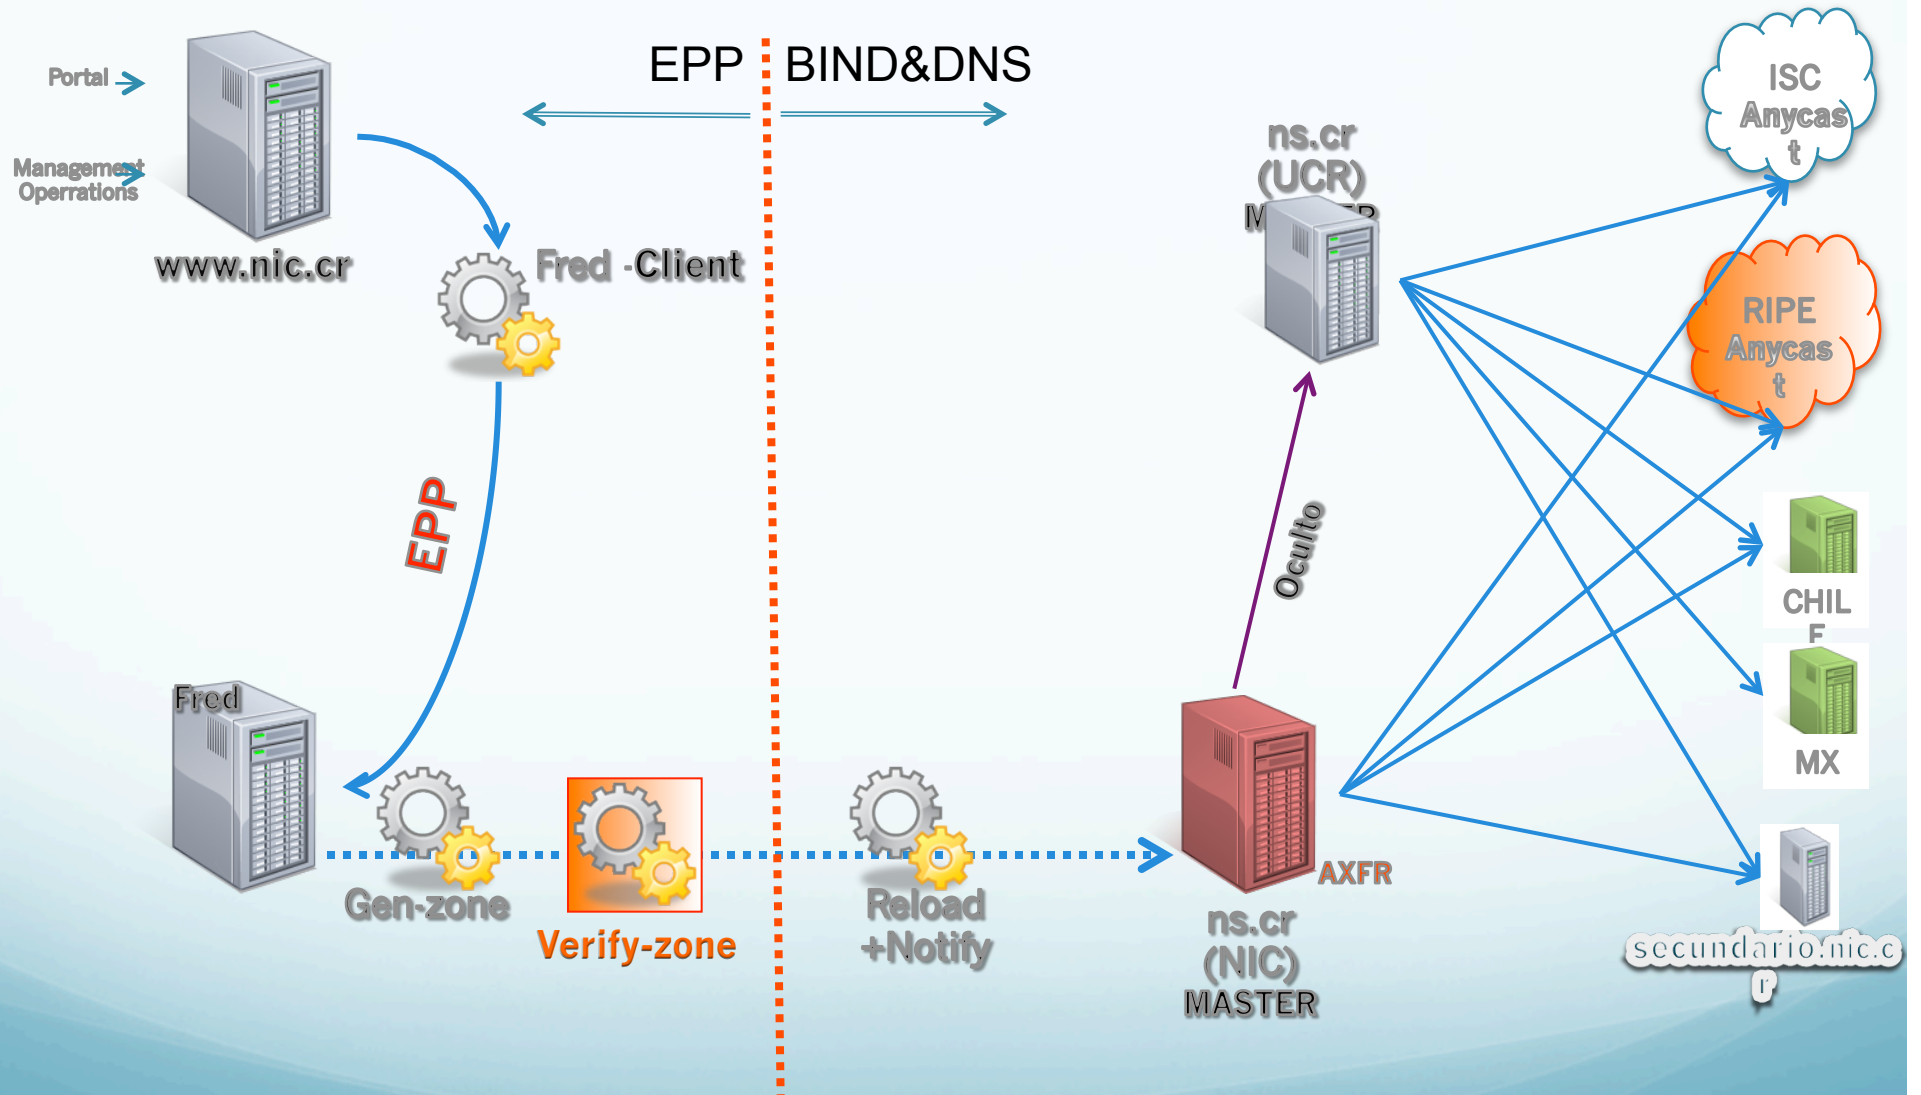 EPP
BIND&DNS
Portal
Management
Operrations
www.nic.cr
Fred -Client
EPP
Fred
Gen-zone
Verify-zone
Reload
+Notify
ns.cr
(UCR)
MASTER
Oculto
AXFR
ns.cr
(NIC)
MASTER
ISC
Anycas
t
RIPE
Anycas
t
CHIL
E
MX
secundario.nic.c
r